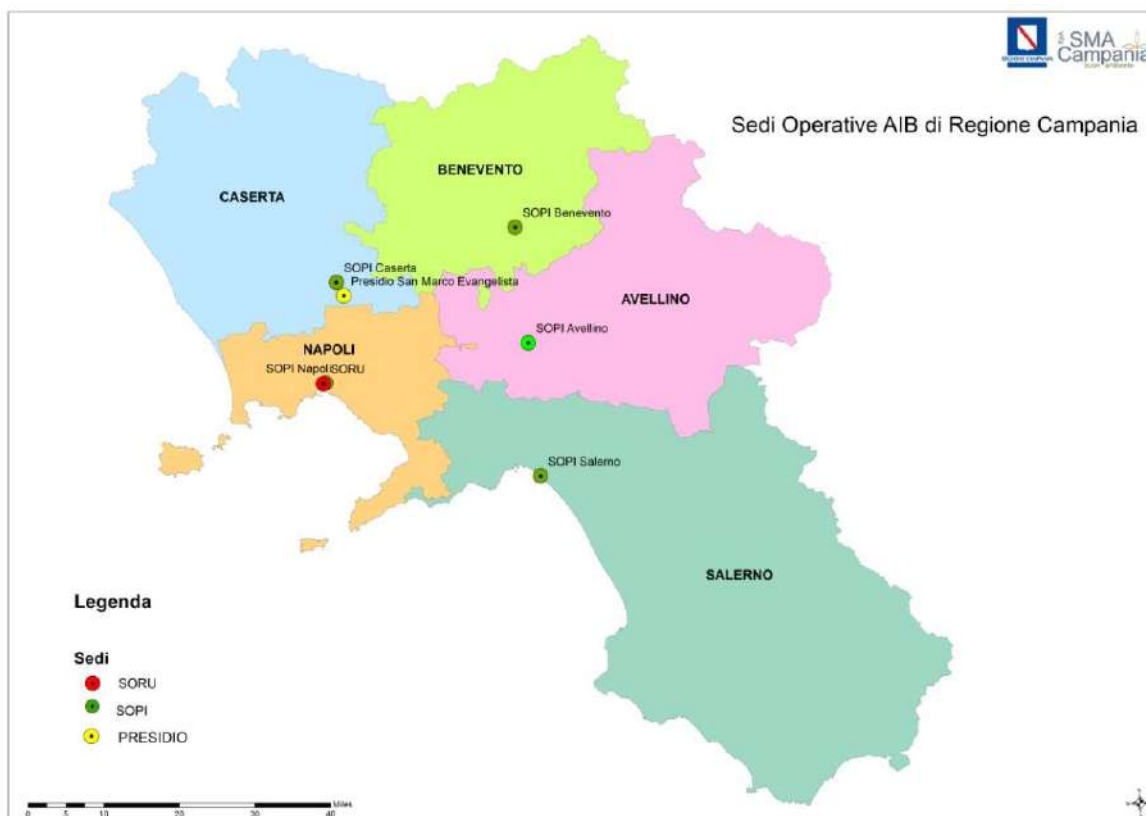 SMA
Campania
REGIONE CAMPANIA
Sedi Operative AIB di Regione Campania
BENEVENTO
CASERTA
SOPI Benevento
SOPI Caserta
Presidio San Marco Evangelista
AVELLINO
SOPI Avellino
NAPOLI
SOPI Napoli SORU
SOPI Salerno
SALERNO
Legenda
Sedi
SORU
SOPI
PRESIDIO
Miles
0 5 10 20 30 40